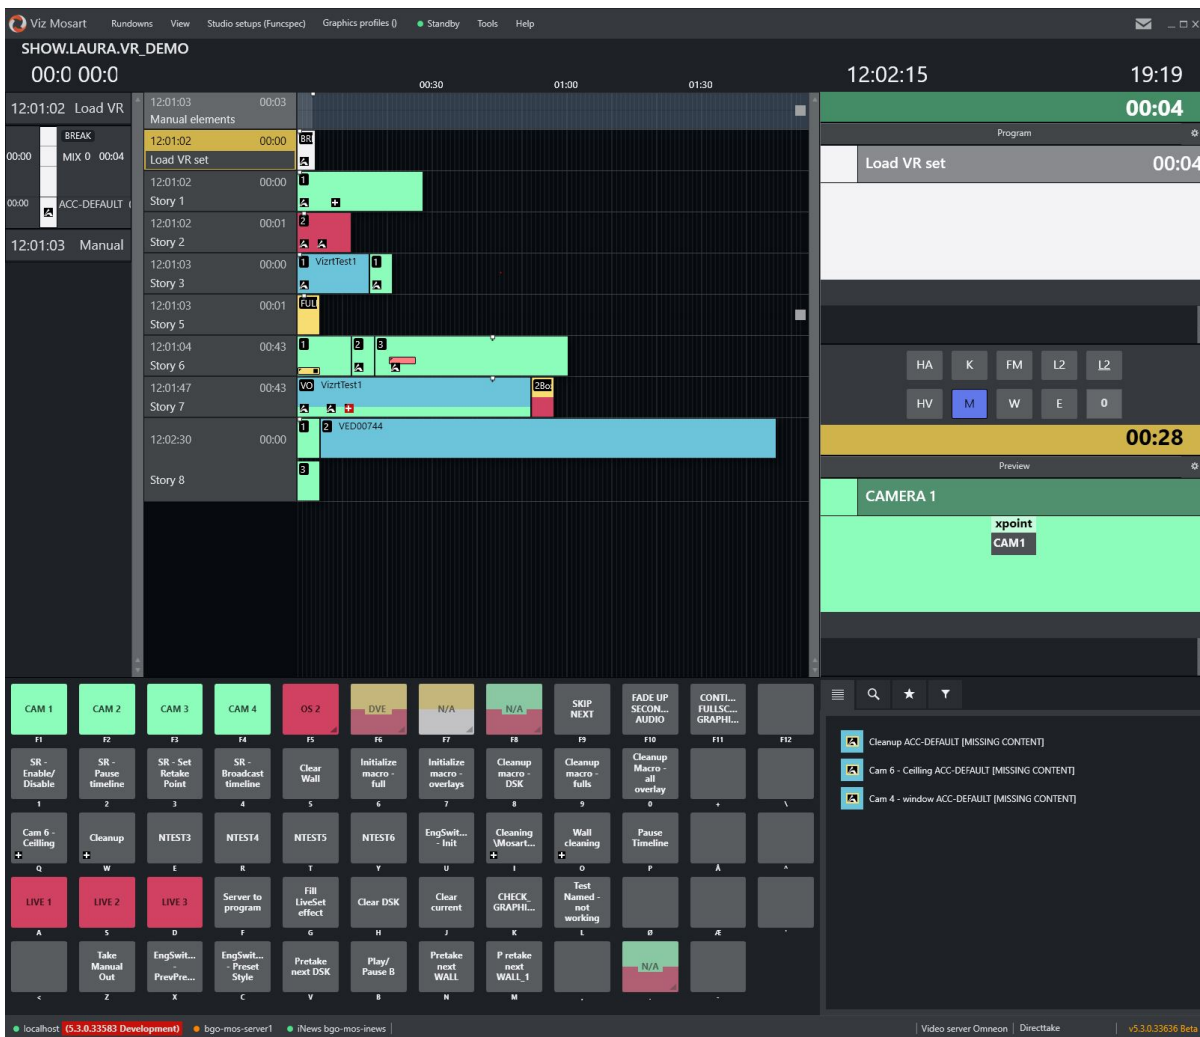 Viz Mosart Rundowns View Studio setups (Funcspec) Graphics profiles () Standby Tools Help
SHOW.LAURA.VR_DEMO
00:0 00:0
12:02:15 19:19
00:30 01:00 01:30
12:01:02 Load VR
BREAK
00:00 MIX 0 00:04
00:00 ACC-DEFAULT (
12:01:03 Manual
12:01:03 00:03
Manual elements
12:01:02 00:00 BR
Load VR set
12:01:02 00:00 1
Story 1
12:01:02 00:01 2
Story 2
12:01:03 00:00 1 VizrtTest1 1
Story 3
12:01:03 00:01 FUL
Story 5
12:01:04 00:43 1 2 3
Story 6
12:01:47 00:43 VO VizrtTest1 2Bo
Story 7
12:02:30 00:00 1 2 VED00744
Story 8 3
00:04
Program
Load VR set 00:04
HA K FM L2 L2
HV M W E 0
00:28
Preview
CAMERA 1
xpoint
CAM1
CAM 1 CAM 2 CAM 3 CAM 4 OS 2 DVE N/A N/A SKIP NEXT FADE UP SECON... AUDIO CONTI... FULLSC... GRAPHI...
F1 F2 F3 F4 F5 F6 F7 F8 F9 F10 F11 F12
SR - Enable/ Disable SR - Pause timeline SR - Set Retake Point SR - Broadcast timeline Clear Wall Initialize macro - full Initialize macro - overlays Cleanup macro - DSK Cleanup macro - fulls Cleanup Macro - all overlay
1 2 3 4 5 6 7 8 9 0 + \
Cam 6 - Ceilling Cleanup NTEST3 NTEST4 NTEST5 NTEST6 EngSwit... - Init Cleaning \Mosart... Wall cleaning Pause Timeline
Q W E R T Y U I O P Å ^
LIVE 1 LIVE 2 LIVE 3 Server to program Fill LiveSet effect Clear DSK Clear current CHECK_ GRAPHI... Test Named - not working
A S D F G H J K L Ø Æ '
Take Manual Out EngSwit... - PrevPre... EngSwit... - Preset Style Pretake next DSK Play/ Pause B Pretake next WALL P retake next WALL_1 N/A
< Z X C V B N M , . -
Cleanup ACC-DEFAULT [MISSING CONTENT]
Cam 6 - Ceilling ACC-DEFAULT [MISSING CONTENT]
Cam 4 - window ACC-DEFAULT [MISSING CONTENT]
localhost (5.3.0.33583 Development) bgo-mos-server1 iNews bgo-mos-inews Video server Omneon Directtake v5.3.0.33636 Beta